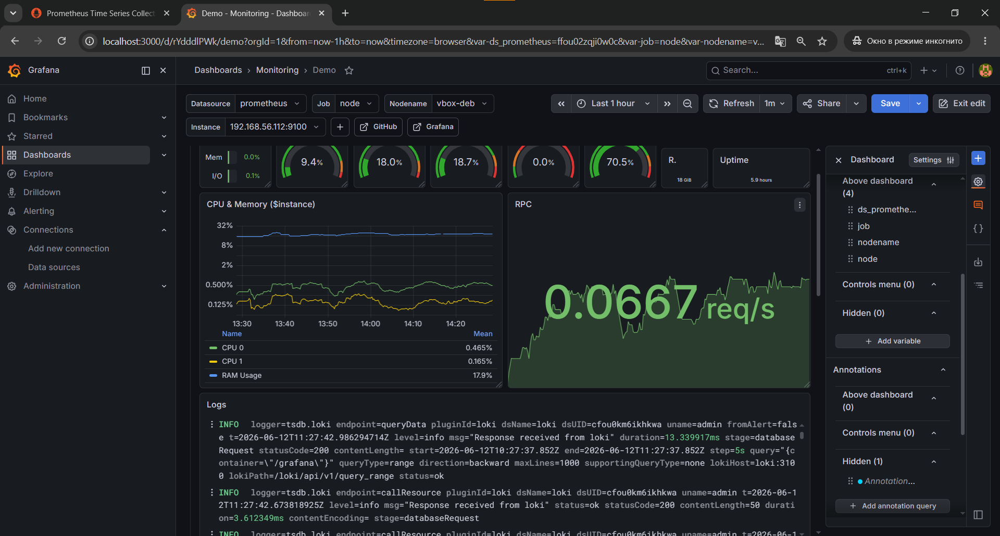 Prometheus Time Series Collect
Demo - Monitoring - Dashboar
localhost:3000/d/rYdddlPWk/demo?orgId=1&from=now-1h&to=now&timezone=browser&var-ds_prometheus=ffou02zqji0w0c&var-job=node&var-nodename=v...
Окно в режиме инкогнито
Grafana
Dashboards › Monitoring › Demo
Search...
ctrl+k
Home
Bookmarks
Starred
Dashboards
Explore
Drilldown
Alerting
Connections
Add new connection
Data sources
Administration
Datasource prometheus
Job node
Nodename vbox-deb
Last 1 hour
Refresh 1m
Share
Save
Exit edit
Instance 192.168.56.112:9100
GitHub
Grafana
Mem 0.0%
I/O 0.1%
9.4%
18.0%
18.7%
0.0%
70.5%
R.
18 GiB
Uptime
5.9 hours
CPU & Memory ($instance)
32%
8%
2%
0.500%
0.125%
13:30 13:40 13:50 14:00 14:10 14:20
Name Mean
CPU 0 0.465%
CPU 1 0.165%
RAM Usage 17.9%
RPC
0.0667 req/s
Logs
INFO logger=tsdb.loki endpoint=queryData pluginId=loki dsName=loki dsUID=cfou0km6ikhkwa uname=admin fromAlert=fals
e t=2026-06-12T11:27:42.986294714Z level=info msg="Response received from loki" duration=13.339917ms stage=database
Request statusCode=200 contentLength= start=2026-06-12T10:27:37.852Z end=2026-06-12T11:27:37.852Z step=5s query="{c
ontainer=\"/grafana\"}" queryType=range direction=backward maxLines=1000 supportingQueryType=none lokiHost=loki:310
0 lokiPath=/loki/api/v1/query_range status=ok
INFO logger=tsdb.loki endpoint=callResource pluginId=loki dsName=loki dsUID=cfou0km6ikhkwa uname=admin t=2026-06-1
2T11:27:42.673818925Z level=info msg="Response received from loki" status=ok statusCode=200 contentLength=50 durati
on=3.612349ms contentEncoding= stage=databaseRequest
INFO logger=tsdb.loki endpoint=callResource pluginId=loki dsName=loki dsUID=cfou0km6ikhkwa uname=admin t=2026-06-1
Dashboard
Settings
Above dashboard
(4)
ds_promethe...
job
nodename
node
Controls menu (0)
Hidden (0)
Add variable
Annotations
Above dashboard
(0)
Controls menu (0)
Hidden (1)
Annotation...
Add annotation query